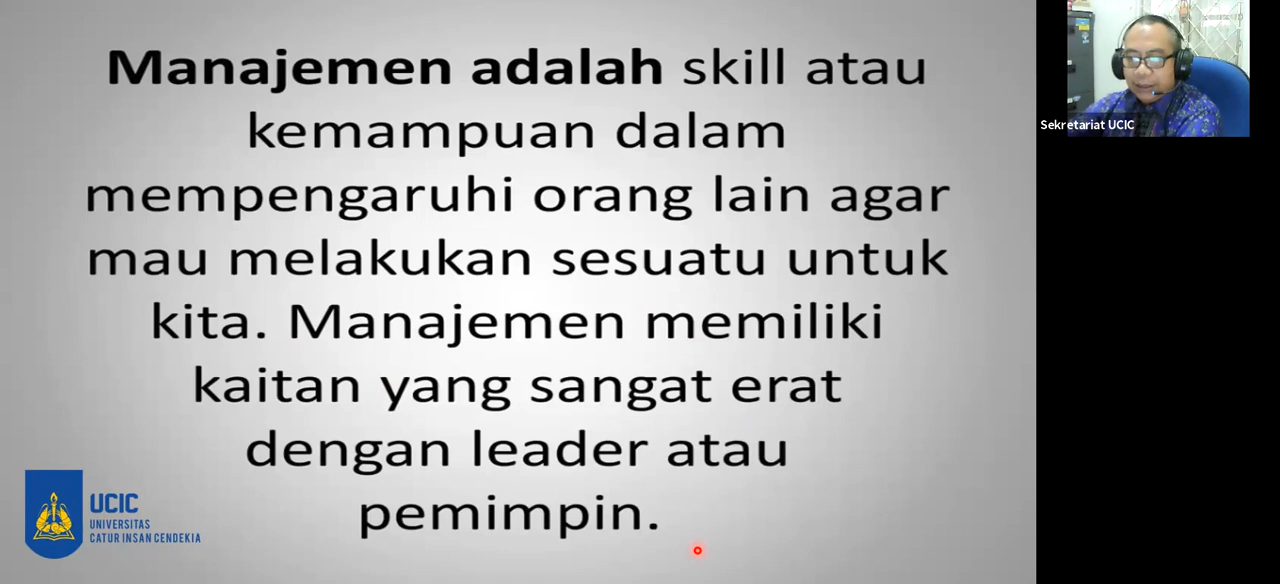 Manajemen adalah skill atau
kemampuan dalam
mempengaruhi orang lain agar
mau melakukan sesuatu untuk
kita. Manajemen memiliki
kaitan yang sangat erat
dengan leader atau
pemimpin.
UCIC
UNIVERSITAS
CATUR INSAN CENDEKIA
Sekretariat UCIC